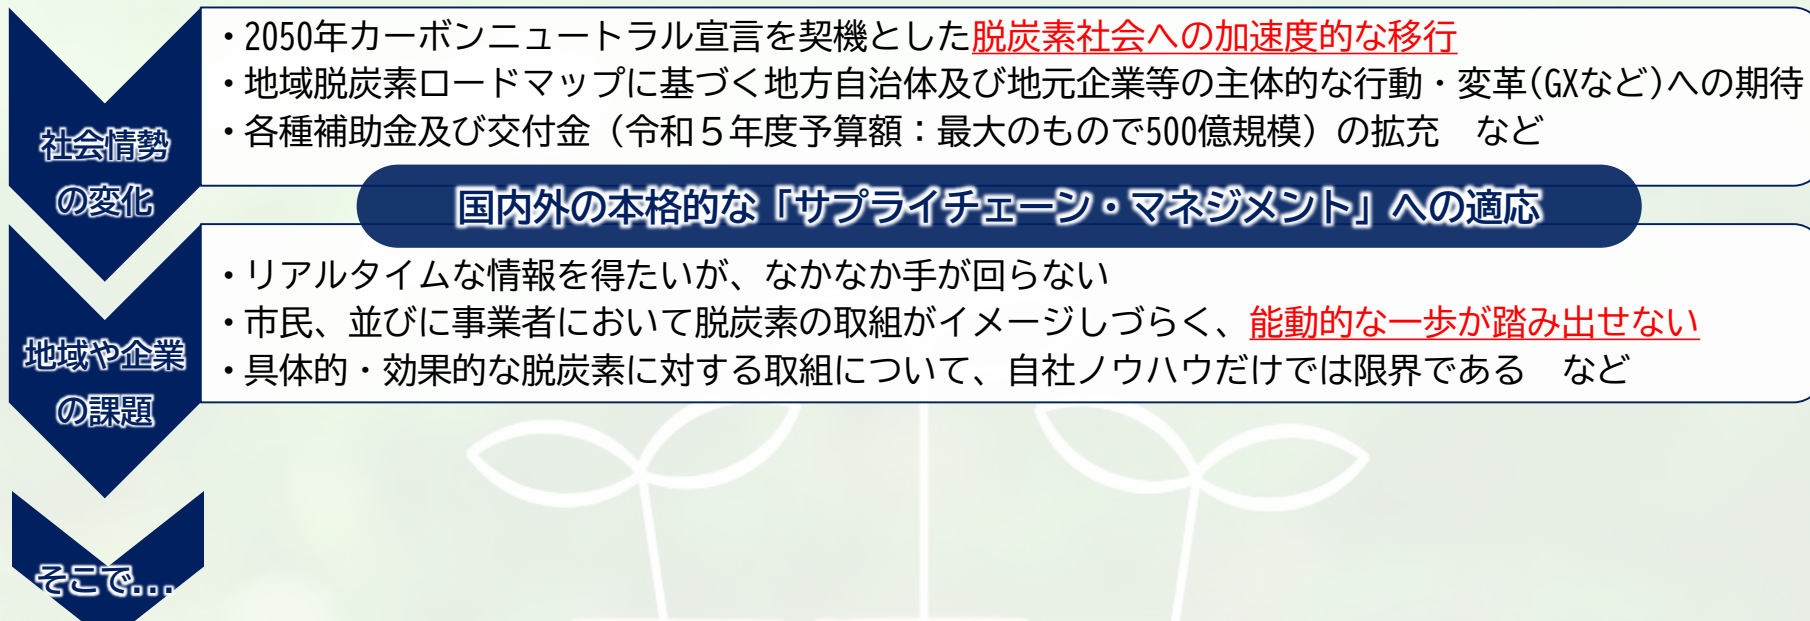 社会情勢
の変化
・2050年カーボンニュートラル宣言を契機とした脱炭素社会への加速度的な移行
・地域脱炭素ロードマップに基づく地方自治体及び地元企業等の主体的な行動・変革(GXなど)への期待
・各種補助金及び交付金（令和５年度予算額：最大のもので500億規模）の拡充　など
国内外の本格的な「サプライチェーン・マネジメント」への適応
地域や企業
の課題
・リアルタイムな情報を得たいが、なかなか手が回らない
・市民、並びに事業者において脱炭素の取組がイメージしづらく、能動的な一歩が踏み出せない
・具体的・効果的な脱炭素に対する取組について、自社ノウハウだけでは限界である　など
そこで...